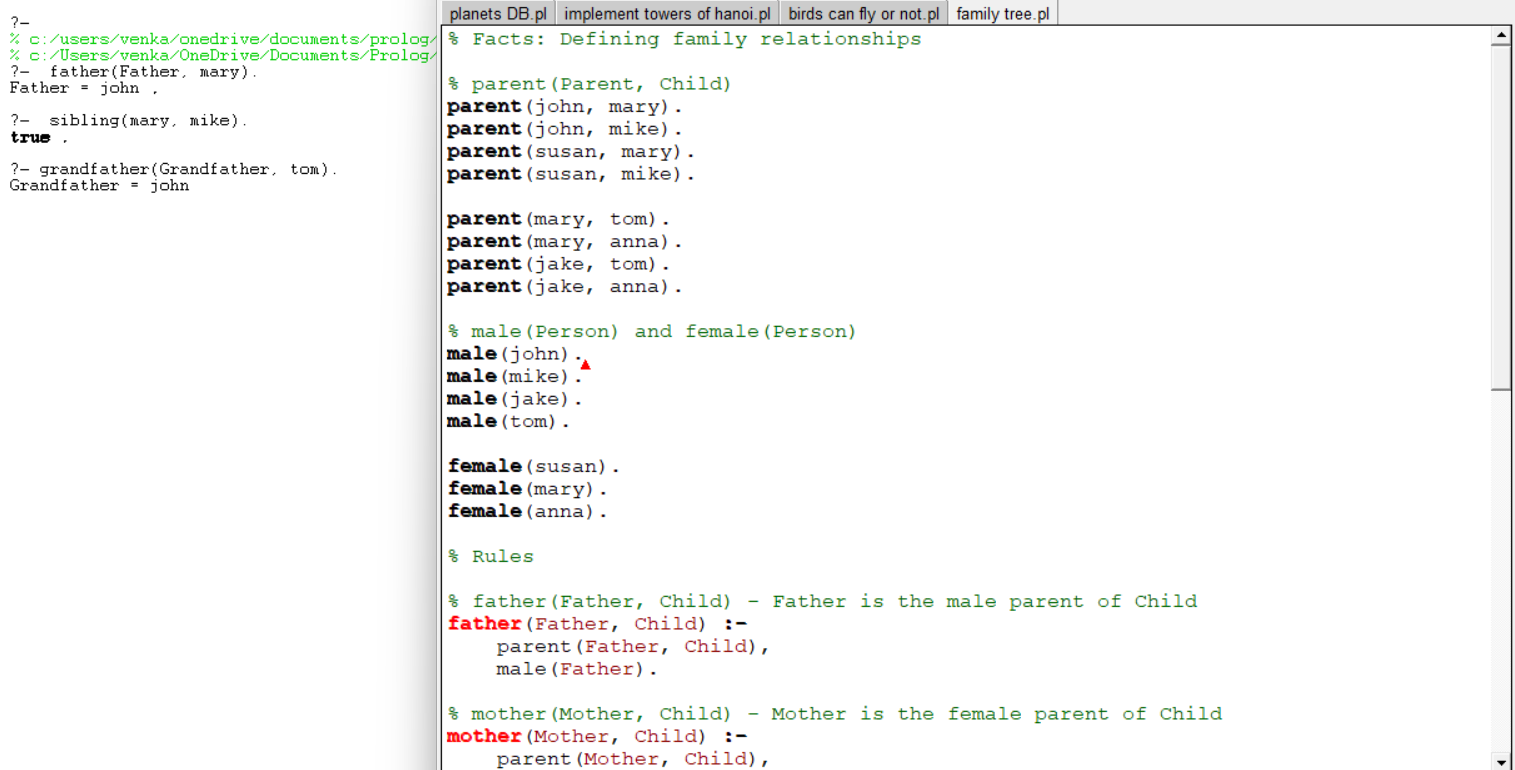 ?-
% c:/users/venka/onedrive/documents/prolog/
% c:/Users/venka/OneDrive/Documents/Prolog/
?-  father(Father, mary).
Father = john ,
?-  sibling(mary, mike).
true ,
?- grandfather(Grandfather, tom).
Grandfather = john
planets DB.pl implement towers of hanoi.pl birds can fly or not.pl family tree.pl
% Facts: Defining family relationships
% parent(Parent, Child)
parent(john, mary).
parent(john, mike).
parent(susan, mary).
parent(susan, mike).
parent(mary, tom).
parent(mary, anna).
parent(jake, tom).
parent(jake, anna).
% male(Person) and female(Person)
male(john).
male(mike).
male(jake).
male(tom).
female(susan).
female(mary).
female(anna).
% Rules
% father(Father, Child) - Father is the male parent of Child
father(Father, Child) :-
    parent(Father, Child),
    male(Father).
% mother(Mother, Child) - Mother is the female parent of Child
mother(Mother, Child) :-
    parent(Mother, Child),